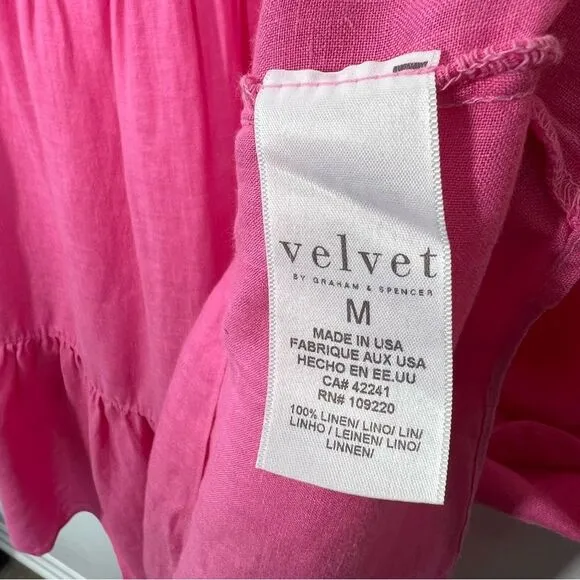 velvet
BY GRAHAM & SPENCER
M
MADE IN USA
FABRIQUE AUX USA
HECHO EN EE.UU
CA# 42241
RN# 109220
100% LINEN/ LINO/ LIN/
LINHO / LEINEN/ LINO/
LINNEN/